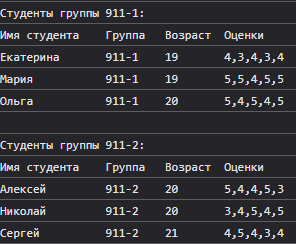 Студенты группы 911-1:
Имя студента Группа Возраст Оценки
Екатерина 911-1 19 4,3,4,3,4
Мария 911-1 19 5,5,4,5,5
Ольга 911-1 20 5,4,5,4,5
Студенты группы 911-2:
Имя студента Группа Возраст Оценки
Алексей 911-2 20 5,4,4,5,3
Николай 911-2 20 3,4,5,4,5
Сергей 911-2 21 4,5,4,3,4